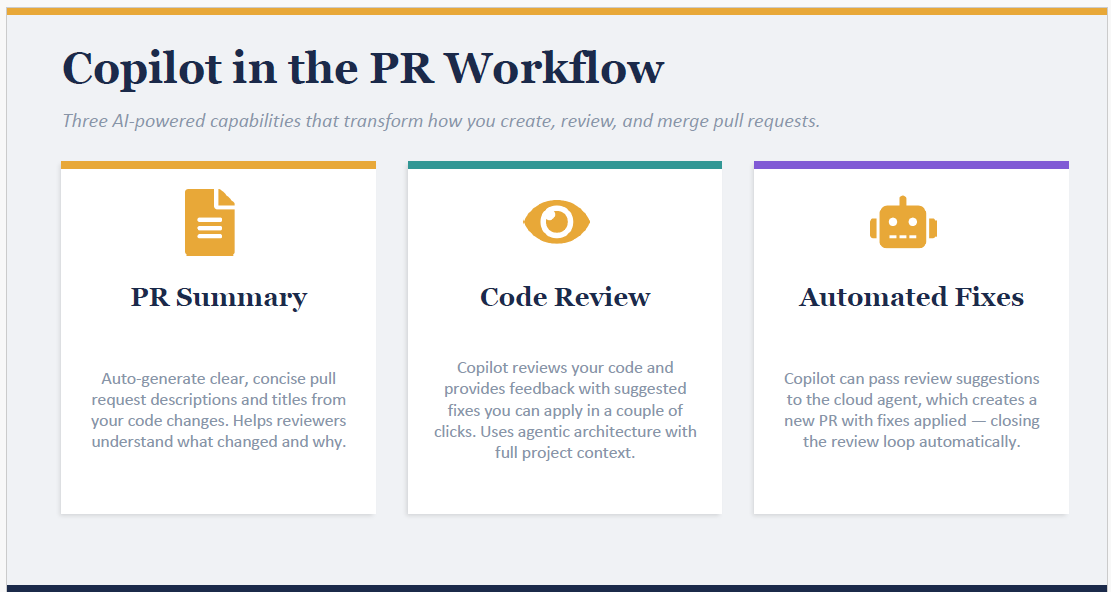 Copilot in the PR Workflow
Three AI-powered capabilities that transform how you create, review, and merge pull requests.
PR Summary
Auto-generate clear, concise pull
request descriptions and titles from
your code changes. Helps reviewers
understand what changed and why.
Code Review
Copilot reviews your code and
provides feedback with suggested
fixes you can apply in a couple of
clicks. Uses agentic architecture with
full project context.
Automated Fixes
Copilot can pass review suggestions
to the cloud agent, which creates a
new PR with fixes applied — closing
the review loop automatically.